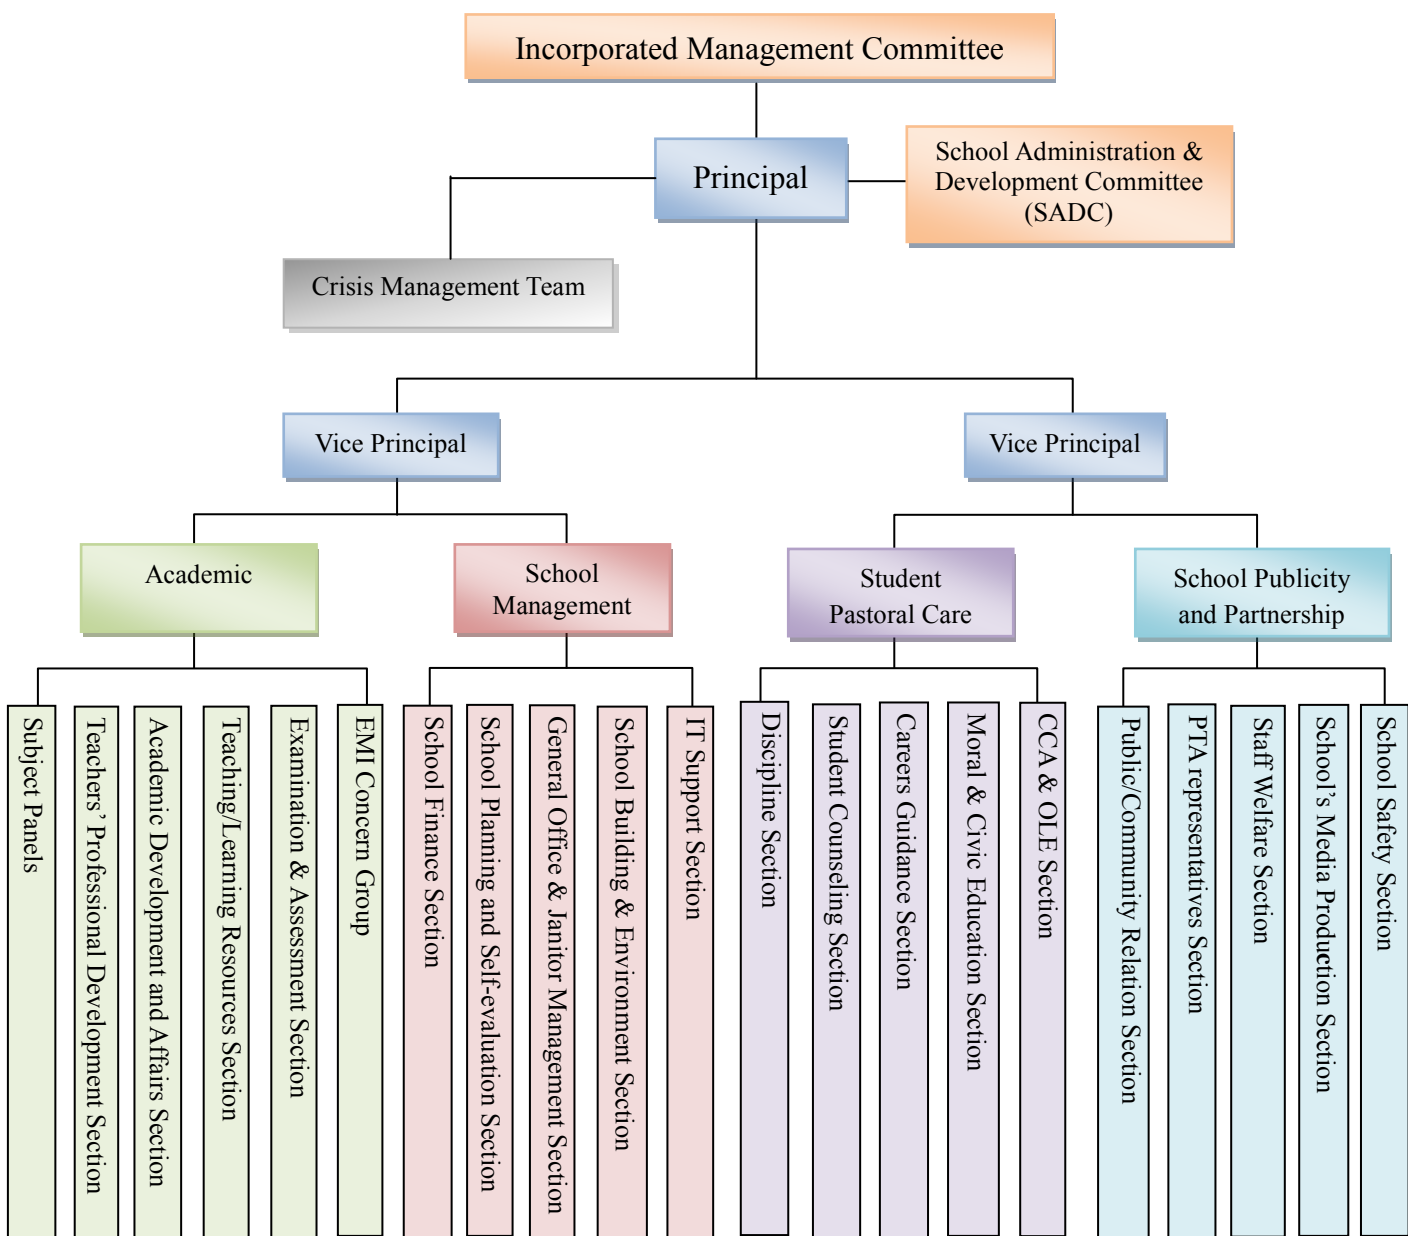 Incorporated Management Committee
Principal
School Administration &
Development Committee
(SADC)
Crisis Management Team
Vice Principal
Vice Principal
Academic
School
Management
Student
Pastoral Care
School Publicity
and Partnership
Subject Panels
Teachers’ Professional Development Section
Academic Development and Affairs Section
Teaching/Learning Resources Section
Examination & Assessment Section
EMI Concern Group
School Finance Section
School Planning and Self-evaluation Section
General Office & Janitor Management Section
School Building & Environment Section
IT Support Section
Discipline Section
Student Counseling Section
Careers Guidance Section
Moral & Civic Education Section
CCA & OLE Section
Public/Community Relation Section
PTA representatives Section
Staff Welfare Section
School’s Media Production Section
School Safety Section